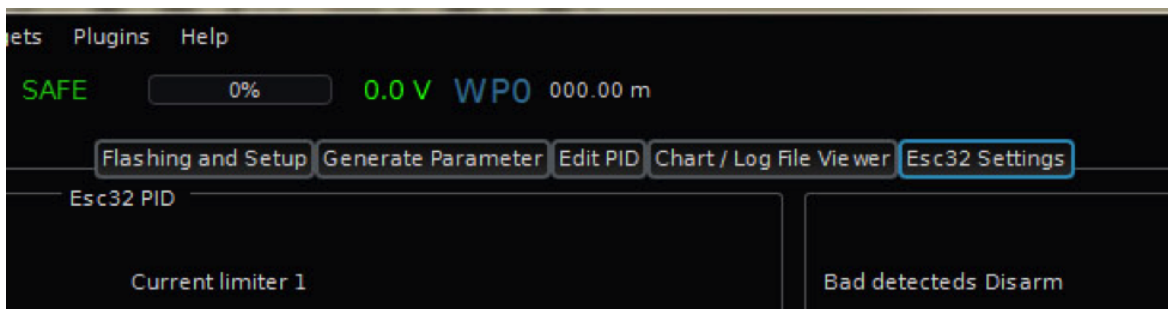 Plugins Help
SAFE 0% 0.0 V WP0 000.00 m
Flashing and Setup Generate Parameter Edit PID Chart / Log File Viewer Esc32 Settings
Esc32 PID
Current limiter 1 Bad detecteds Disarm